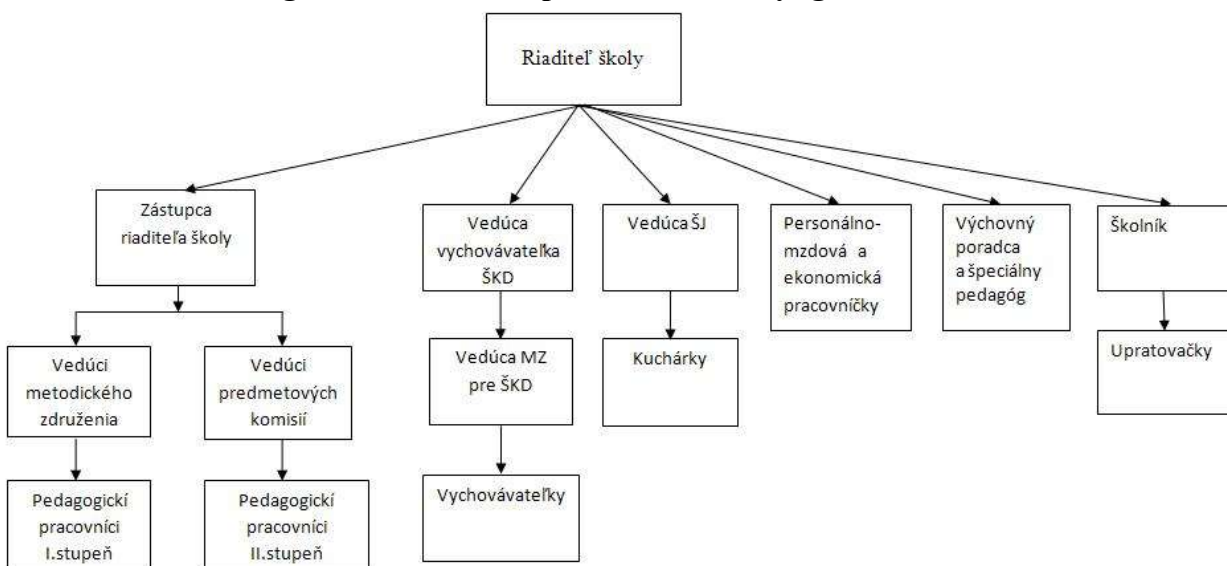 Riaditeľ školy
Zástupca
riaditeľa školy
Vedúca
vychovávateľka
ŠKD
Vedúca ŠJ
Personálno-
mzdová a
ekonomická
pracovníčky
Výchovný
poradca
a špeciálny
pedagóg
Školník
Vedúci
metodického
združenia
Vedúci
predmetových
komisií
Vedúca MZ
pre ŠKD
Kuchárky
Upratovačky
Pedagogickí
pracovníci
I.stupeň
Pedagogickí
pracovníci
II.stupeň
Vychovávateľky